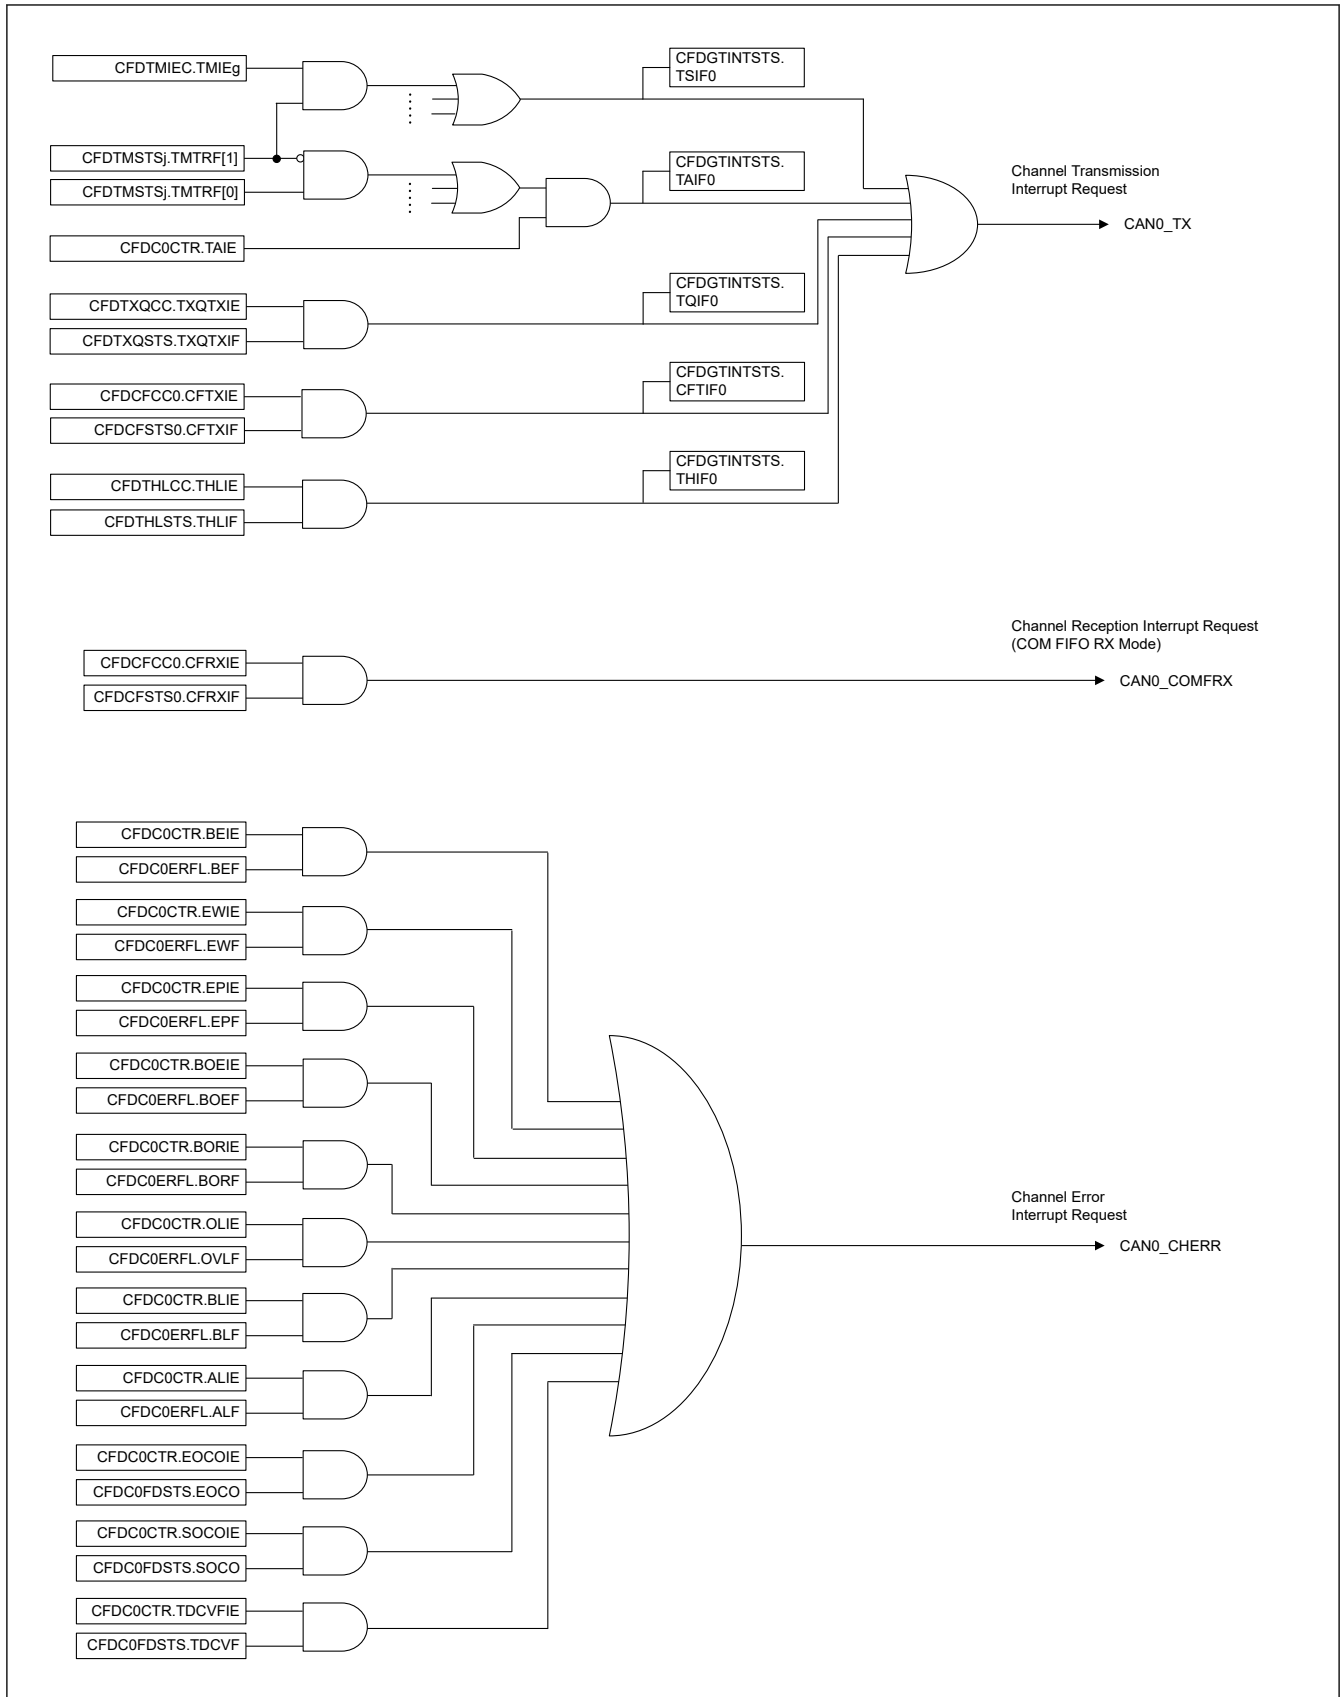 CFDTMIEC.TMIEg
CFDGTINTSTS.
TSIF0
CFDTMSTSj.TMTRF[1]
CFDTMSTSj.TMTRF[0]
CFDGTINTSTS.
TAIF0
Channel Transmission
Interrupt Request
CAN0_TX
CFDC0CTR.TAIE
CFDTXQCC.TXQTXIE
CFDTXQSTS.TXQTXIF
CFDGTINTSTS.
TQIF0
CFDCFCC0.CFTXIE
CFDCFSTS0.CFTXIF
CFDGTINTSTS.
CFTIF0
CFDTHLCC.THLIE
CFDTHLSTS.THLIF
CFDGTINTSTS.
THIF0
Channel Reception Interrupt Request
(COM FIFO RX Mode)
CFDCFCC0.CFRXIE
CFDCFSTS0.CFRXIF
CAN0_COMFRX
CFDC0CTR.BEIE
CFDC0ERFL.BEF
CFDC0CTR.EWIE
CFDC0ERFL.EWF
CFDC0CTR.EPIE
CFDC0ERFL.EPF
CFDC0CTR.BOEIE
CFDC0ERFL.BOEF
CFDC0CTR.BORIE
CFDC0ERFL.BORF
CFDC0CTR.OLIE
CFDC0ERFL.OVLF
Channel Error
Interrupt Request
CAN0_CHERR
CFDC0CTR.BLIE
CFDC0ERFL.BLF
CFDC0CTR.ALIE
CFDC0ERFL.ALF
CFDC0CTR.EOCOIE
CFDC0FDSTS.EOCO
CFDC0CTR.SOCOIE
CFDC0FDSTS.SOCO
CFDC0CTR.TDCVFIE
CFDC0FDSTS.TDCVF